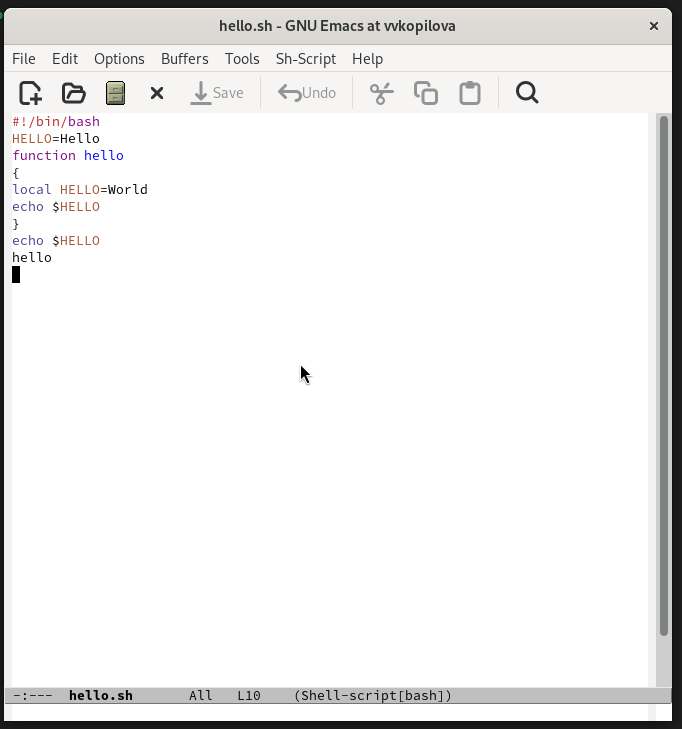 hello.sh - GNU Emacs at vvkopilova
File Edit Options Buffers Tools Sh-Script Help
Save Undo
#!/bin/bash
HELLO=Hello
function hello
{
local HELLO=World
echo $HELLO
}
echo $HELLO
hello
-:--- hello.sh All L10 (Shell-script[bash])